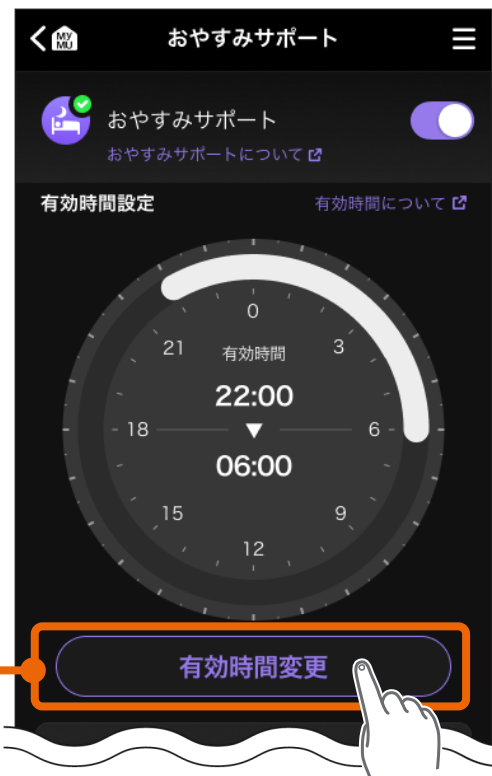 MY
MU
おやすみサポート
おやすみサポート
おやすみサポートについて
有効時間設定
有効時間について
0
21
有効時間
3
22:00
18
6
06:00
15
9
12
有効時間変更